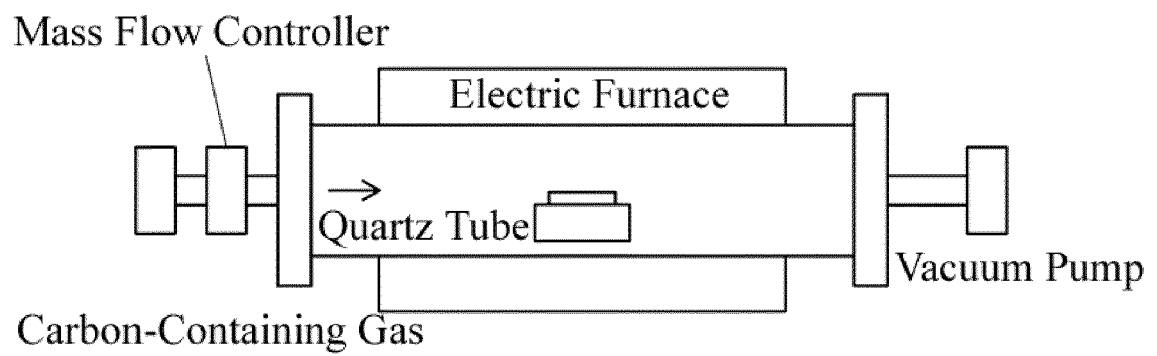 Mass Flow Controller
Electric Furnace
Quartz Tube
Vacuum Pump
Carbon-Containing Gas